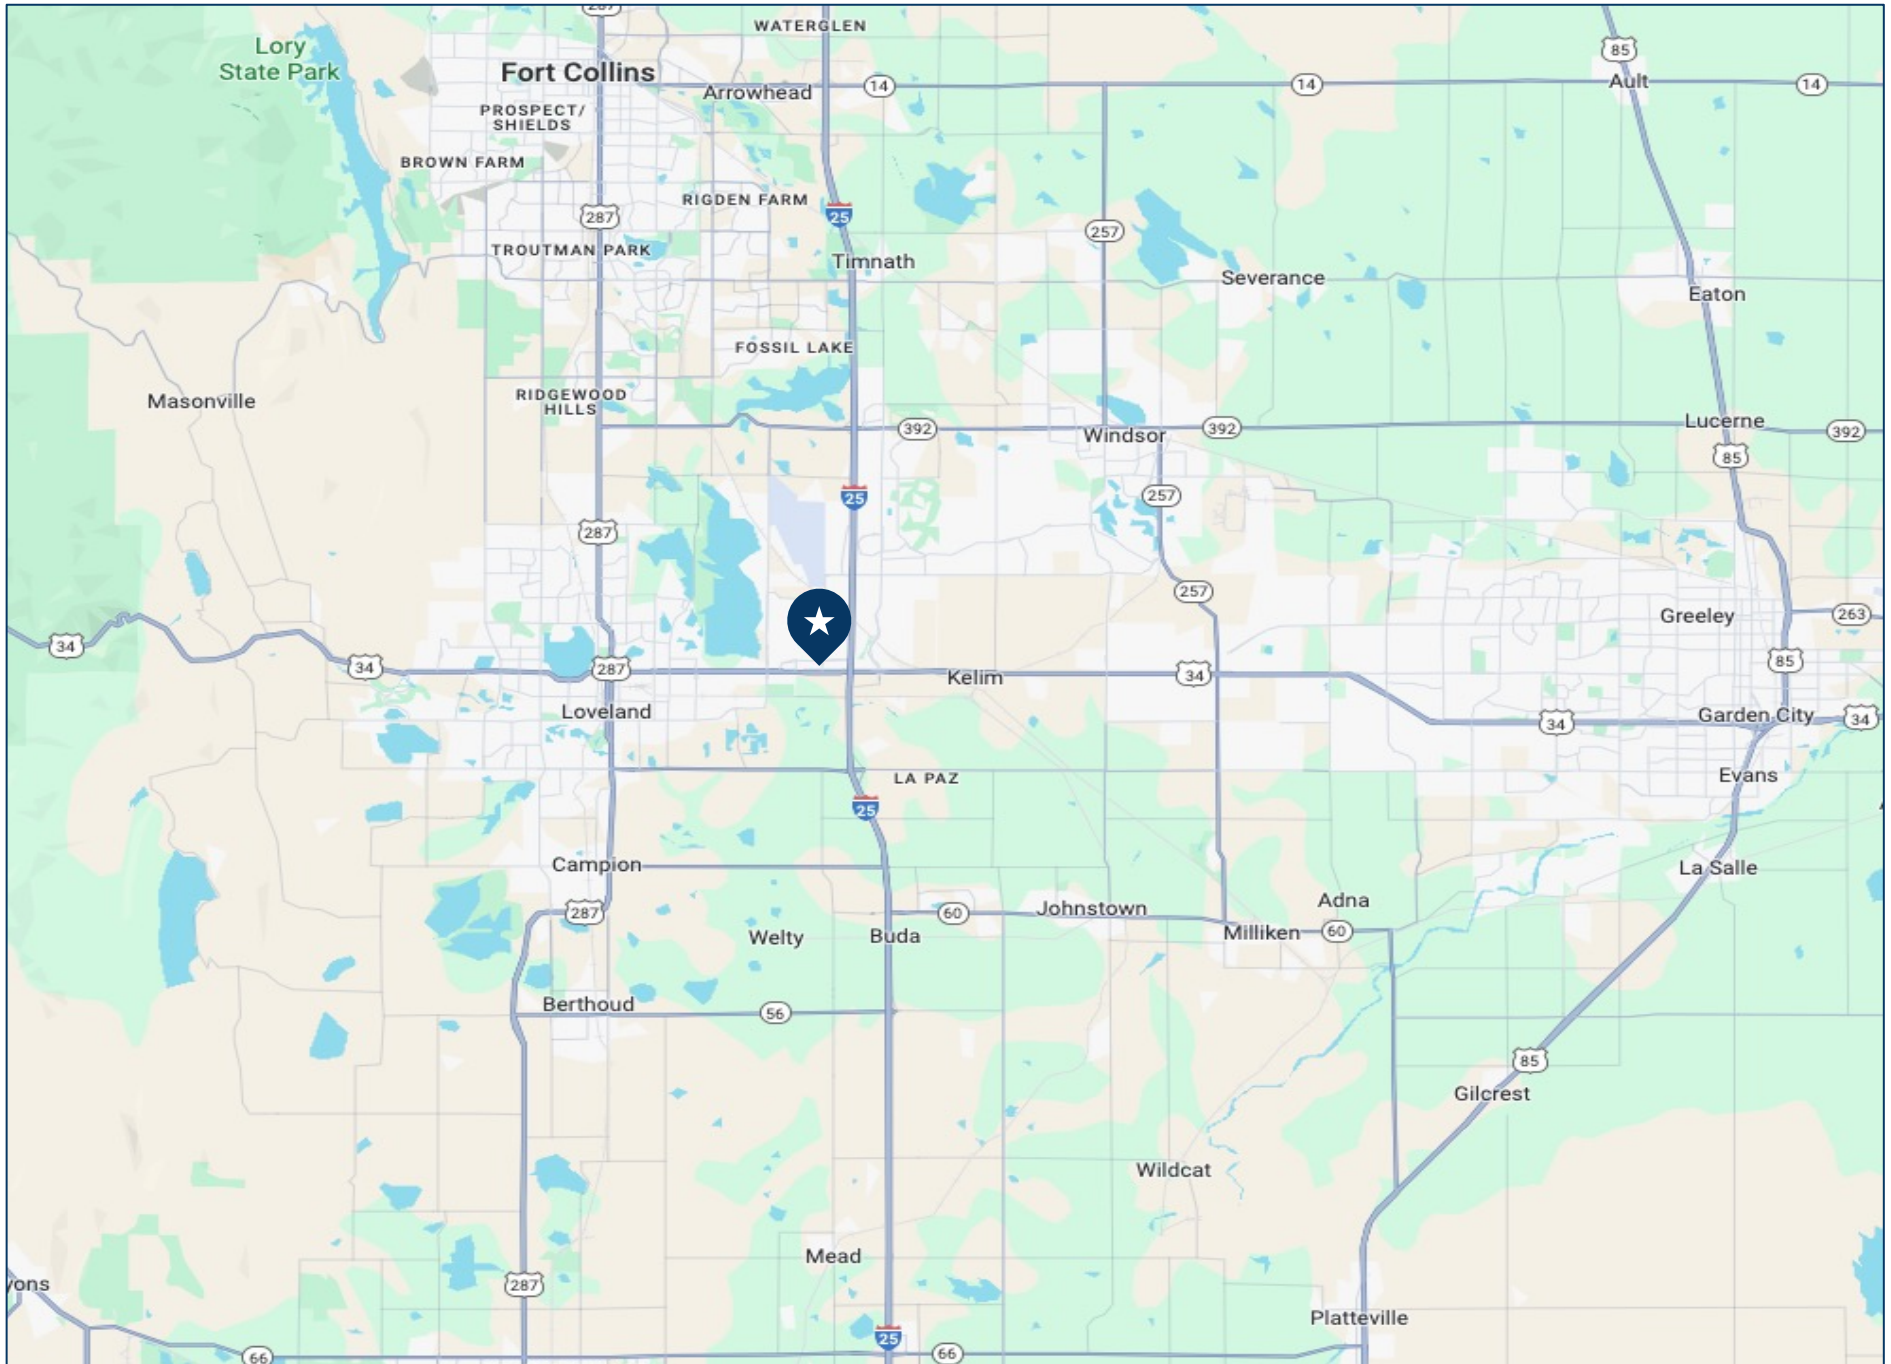 287
WATERGLEN
Lory
State Park
85
Fort Collins
Arrowhead
14
14
Ault
14
PROSPECT/
SHIELDS
BROWN FARM
RIGDEN FARM
287
25
257
TROUTMAN PARK
Timnath
Severance
Eaton
FOSSIL LAKE
Masonville
RIDGEWOOD
HILLS
392
Windsor
392
Lucerne
392
85
25
257
287
257
Greeley
263
34
34
287
Kelim
34
85
Loveland
34
Garden City
34
LA PAZ
Evans
25
Campion
La Salle
287
60
Johnstown
Adna
Welty
Buda
Milliken
60
Berthoud
56
85
Gilcrest
Wildcat
Mead
yons
287
Platteville
25
66
66